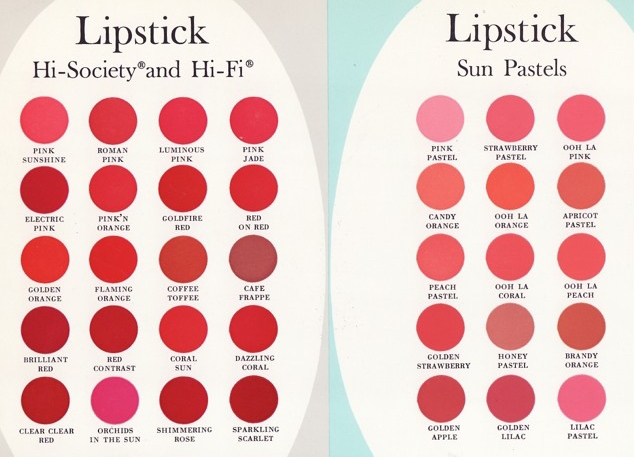 Lipstick
Hi-Society® and Hi-Fi®
PINK SUNSHINE
ROMAN PINK
LUMINOUS PINK
PINK JADE
ELECTRIC PINK
PINK'N ORANGE
GOLDFIRE RED
RED ON RED
GOLDEN ORANGE
FLAMING ORANGE
COFFEE TOFFEE
CAFE FRAPPE
BRILLIANT RED
RED CONTRAST
CORAL SUN
DAZZLING CORAL
CLEAR CLEAR RED
ORCHIDS IN THE SUN
SHIMMERING ROSE
SPARKLING SCARLET
Lipstick
Sun Pastels
PINK PASTEL
STRAWBERRY PASTEL
OOH LA PINK
CANDY ORANGE
OOH LA ORANGE
APRICOT PASTEL
PEACH PASTEL
OOH LA CORAL
OOH LA PEACH
GOLDEN STRAWBERRY
HONEY PASTEL
BRANDY ORANGE
GOLDEN APPLE
GOLDEN LILAC
LILAC PASTEL